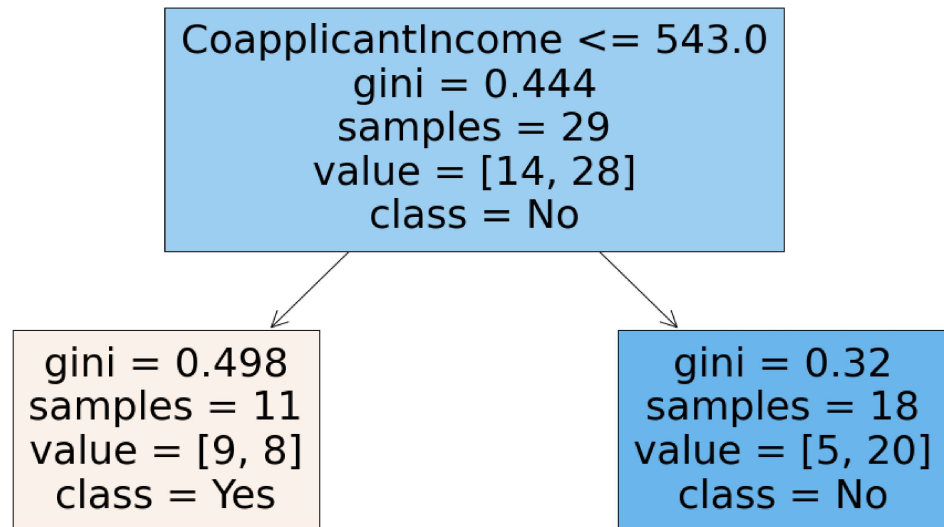 CoapplicantIncome <= 543.0
gini = 0.444
samples = 29
value = [14, 28]
class = No
gini = 0.498
samples = 11
value = [9, 8]
class = Yes
gini = 0.32
samples = 18
value = [5, 20]
class = No